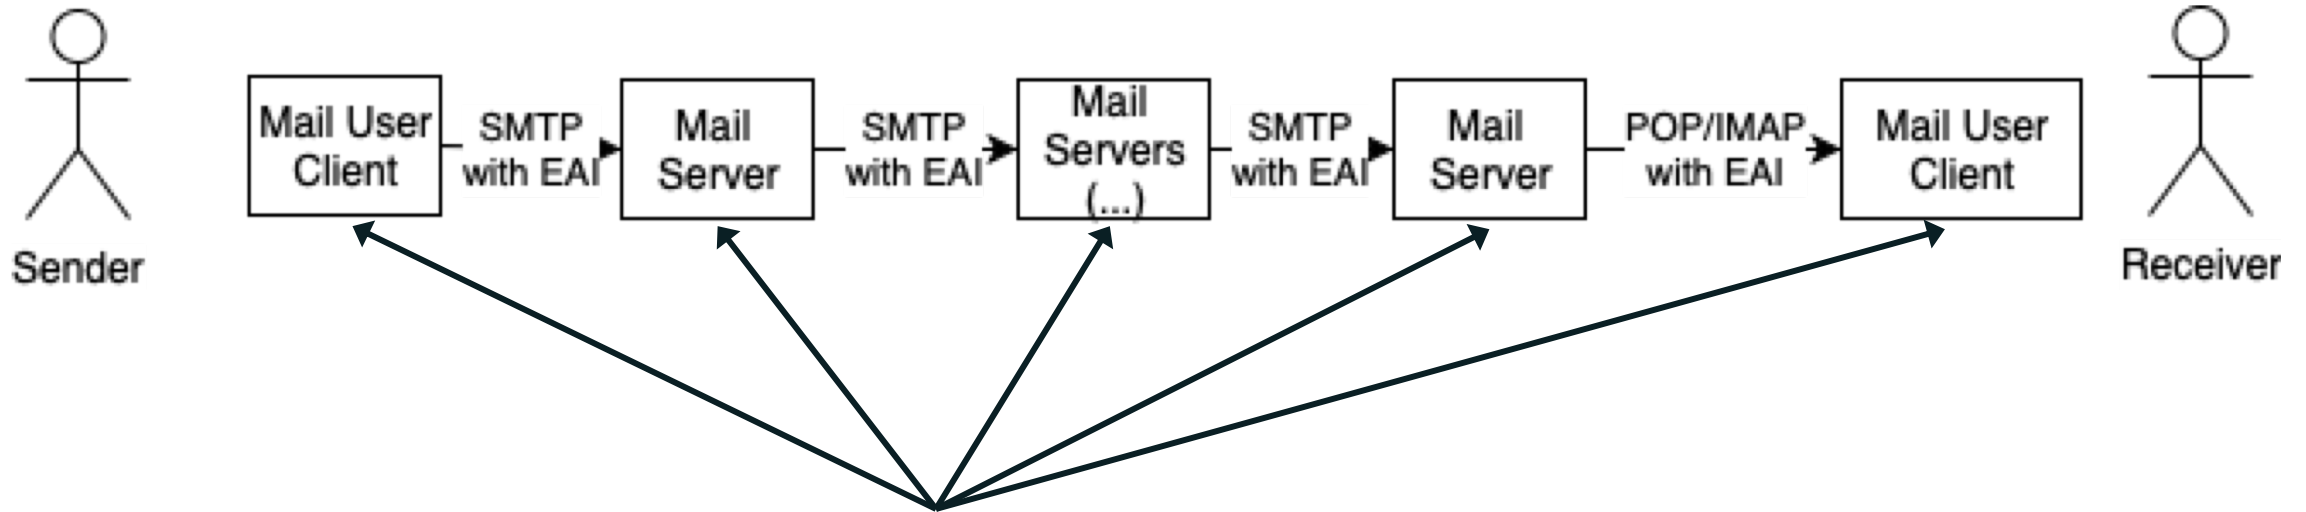 Mail User
Client
SMTP
with EAI
Mail
Server
SMTP
with EAI
Mail
Servers
(...)
SMTP
with EAI
Mail
Server
POP/IMAP
with EAI
Mail User
Client
Sender
Receiver